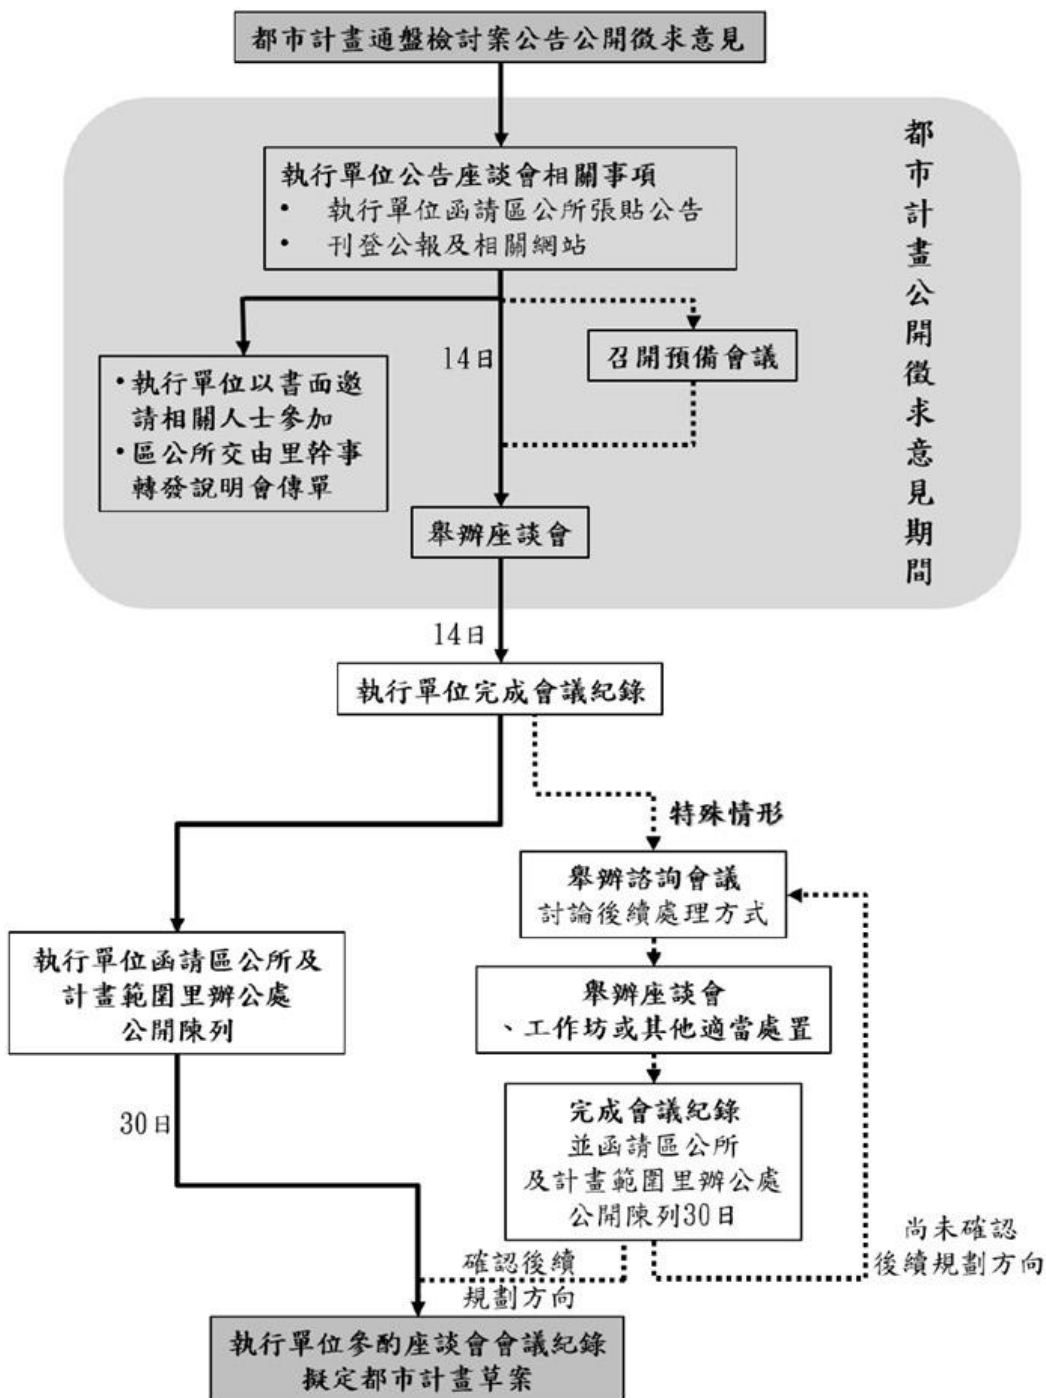 都市計畫通盤檢討案公告公開徵求意見
都市計畫公開徵求意見期間
執行單位公告座談會相關事項
• 執行單位函請區公所張貼公告
• 刊登公報及相關網站
14日
召開預備會議
•執行單位以書面邀
請相關人士參加
•區公所交由里幹事
轉發說明會傳單
舉辦座談會
14日
執行單位完成會議紀錄
特殊情形
舉辦諮詢會議
討論後續處理方式
執行單位函請區公所及
計畫範圍里辦公處
公開陳列
舉辦座談會
、工作坊或其他適當處置
30日
完成會議紀錄
並函請區公所
及計畫範圍里辦公處
公開陳列30日
尚未確認
後續規劃方向
確認後續
規劃方向
執行單位參酌座談會會議紀錄
擬定都市計畫草案